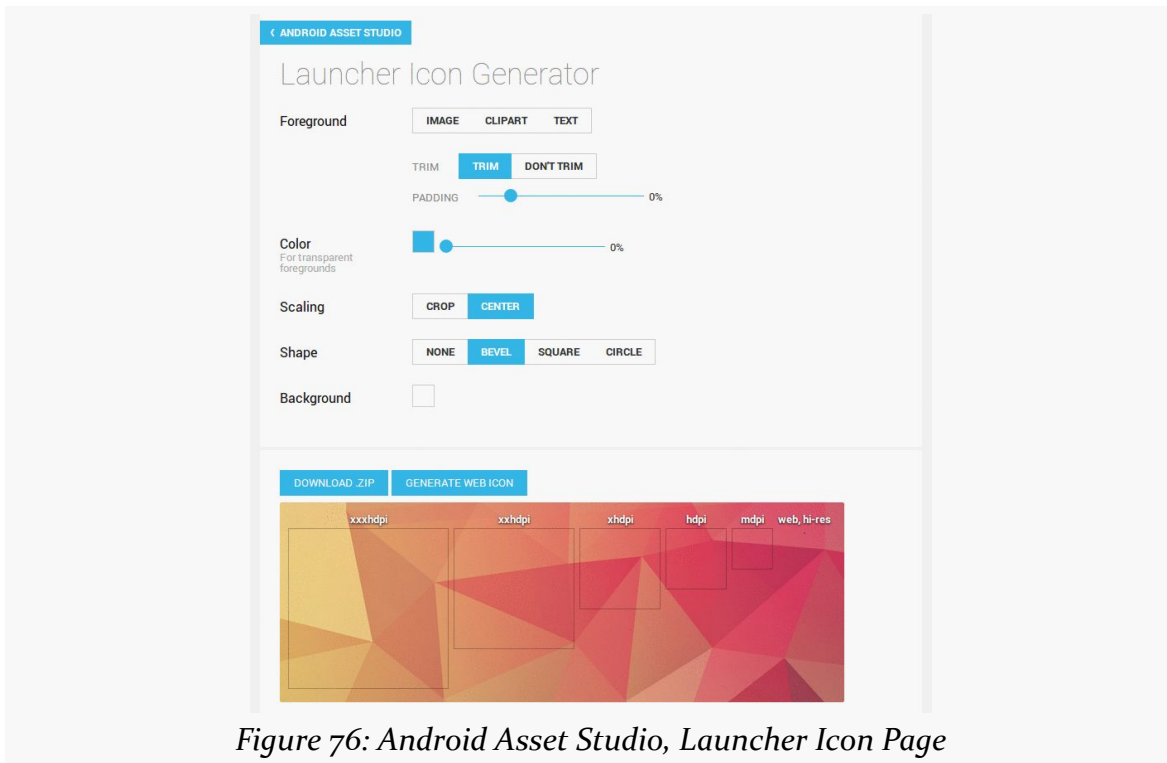 ‹ ANDROID ASSET STUDIO
Launcher Icon Generator
Foreground IMAGE CLIPART TEXT
TRIM TRIM DON'T TRIM
PADDING 0%
Color 0%
For transparent
foregrounds
Scaling CROP CENTER
Shape NONE BEVEL SQUARE CIRCLE
Background
DOWNLOAD .ZIP GENERATE WEB ICON
xxxhdpi xxhdpi xhdpi hdpi mdpi web, hi-res
Figure 76: Android Asset Studio, Launcher Icon Page